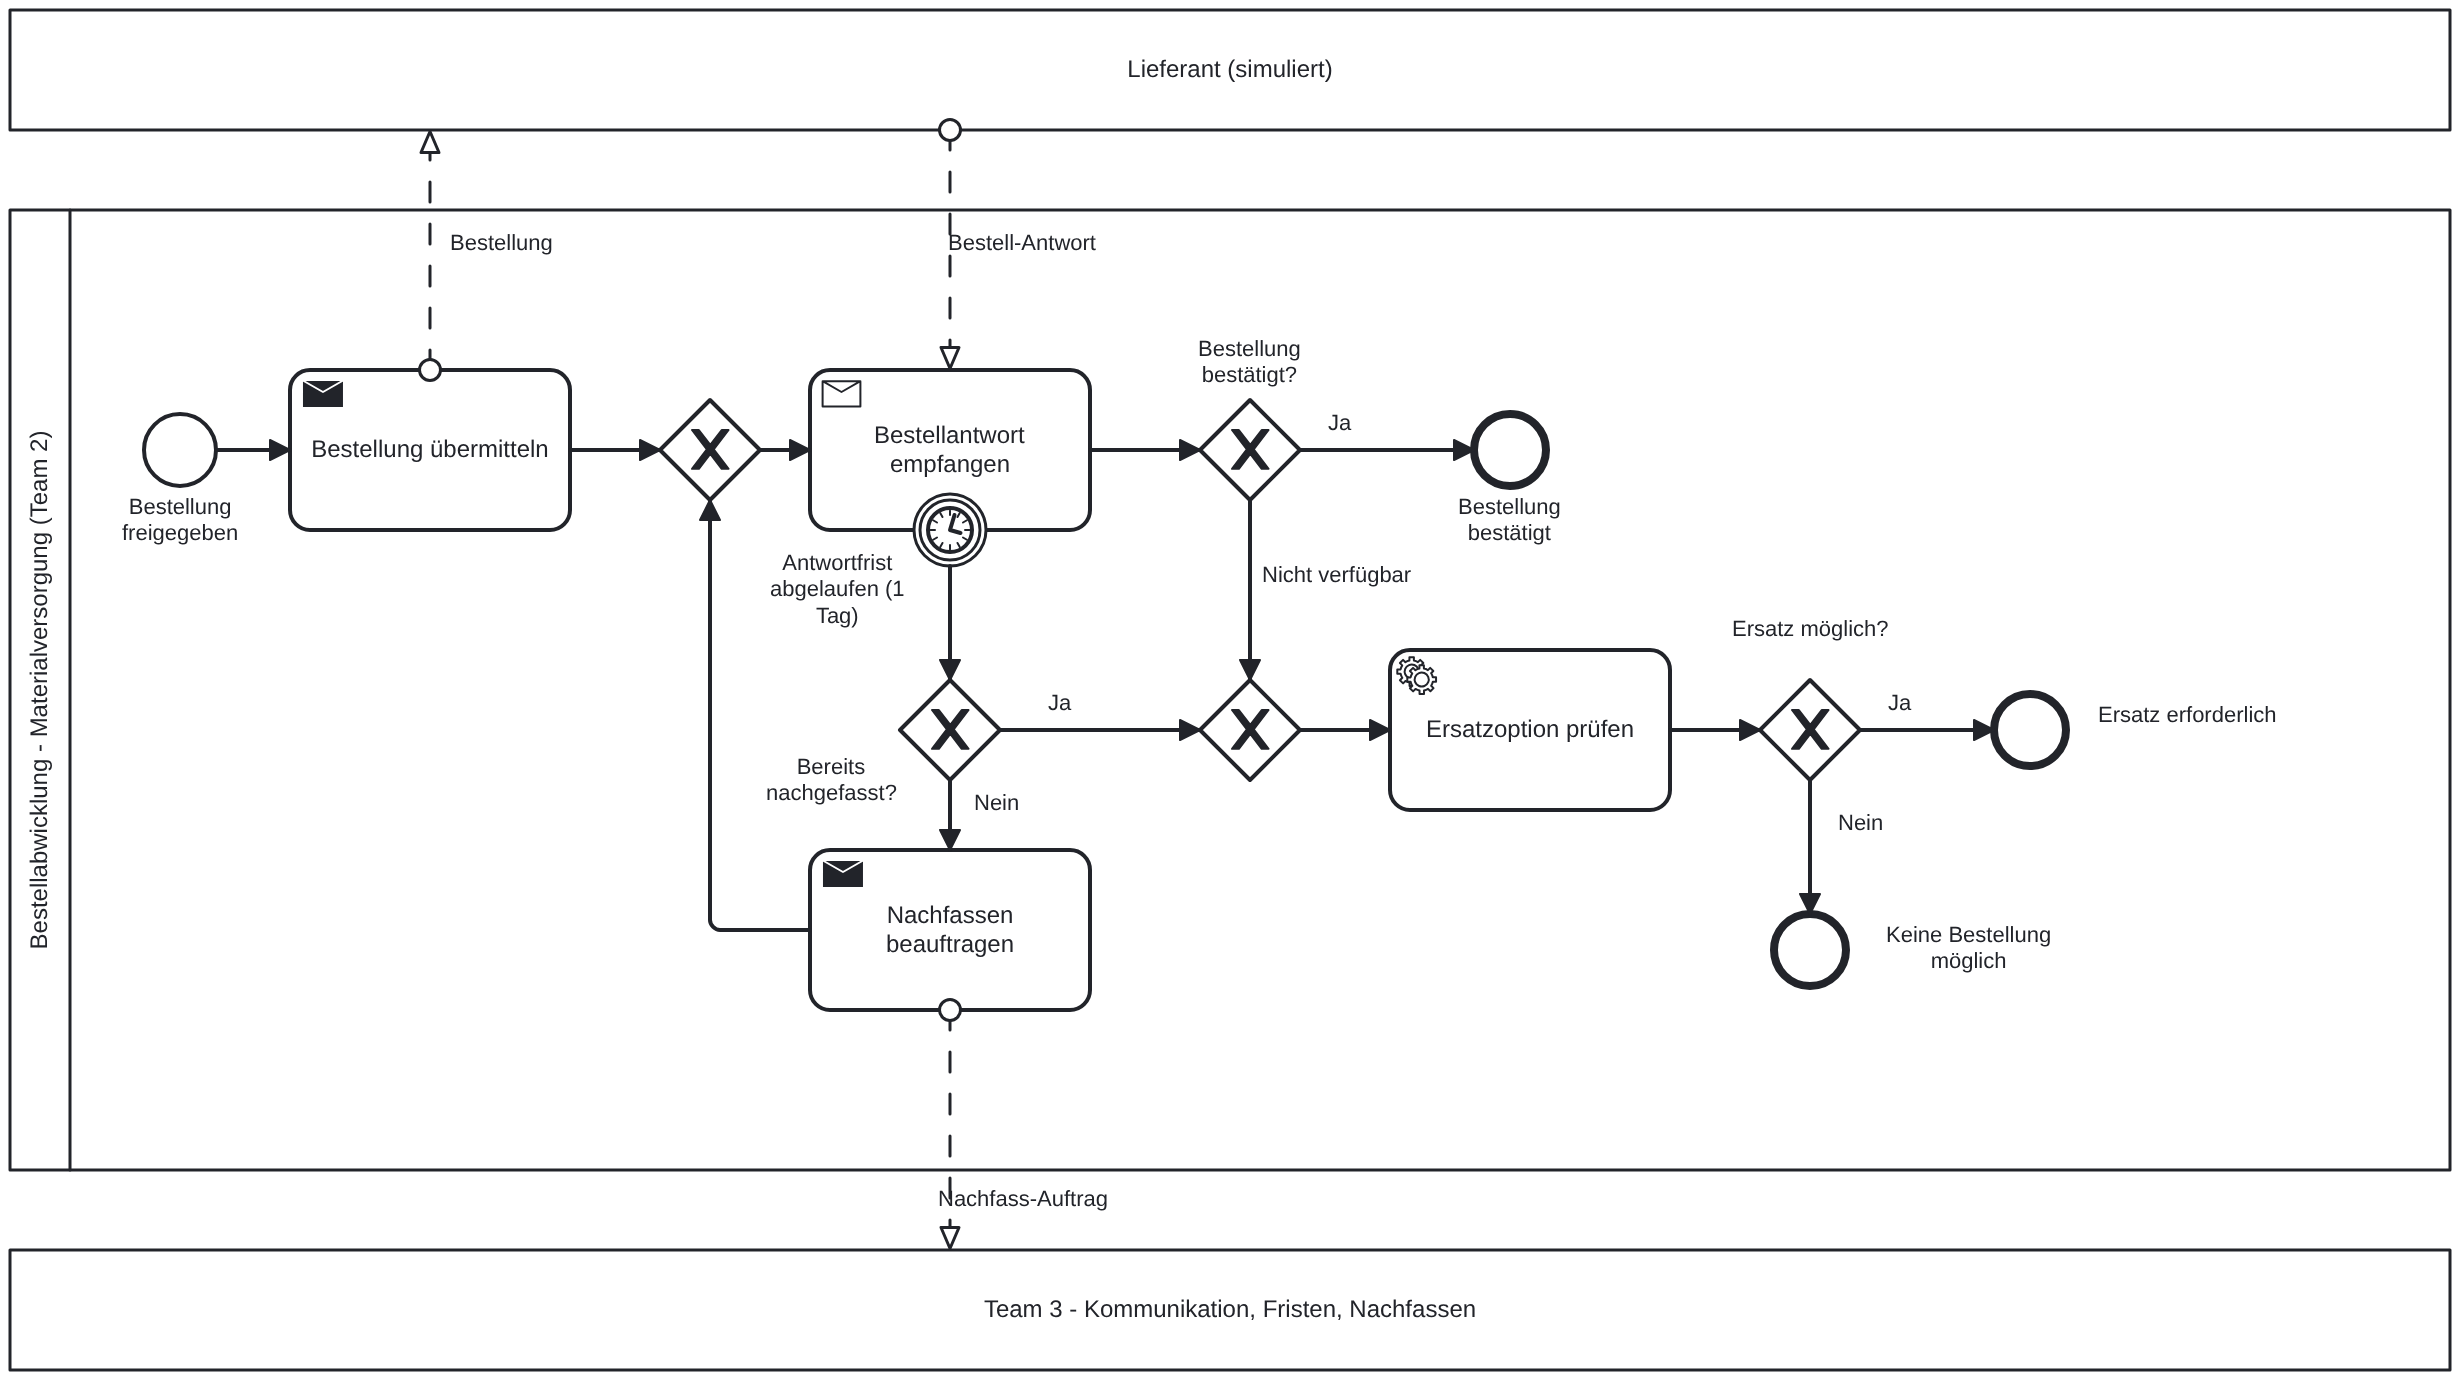 Lieferant (simuliert)
Bestellabwicklung - Materialversorgung (Team 2)
Bestellung
Bestell-Antwort
Bestellung
freigegeben
Bestellung übermitteln
X
Bestellantwort
empfangen
Antwortfrist
abgelaufen (1
Tag)
Bestellung
bestätigt?
X
Ja
Bestellung
bestätigt
Nicht verfügbar
Bereits
nachgefasst?
X
Ja
Nein
X
Ersatzoption prüfen
Ersatz möglich?
X
Ja
Ersatz erforderlich
Nein
Keine Bestellung
möglich
Nachfassen
beauftragen
Nachfass-Auftrag
Team 3 - Kommunikation, Fristen, Nachfassen